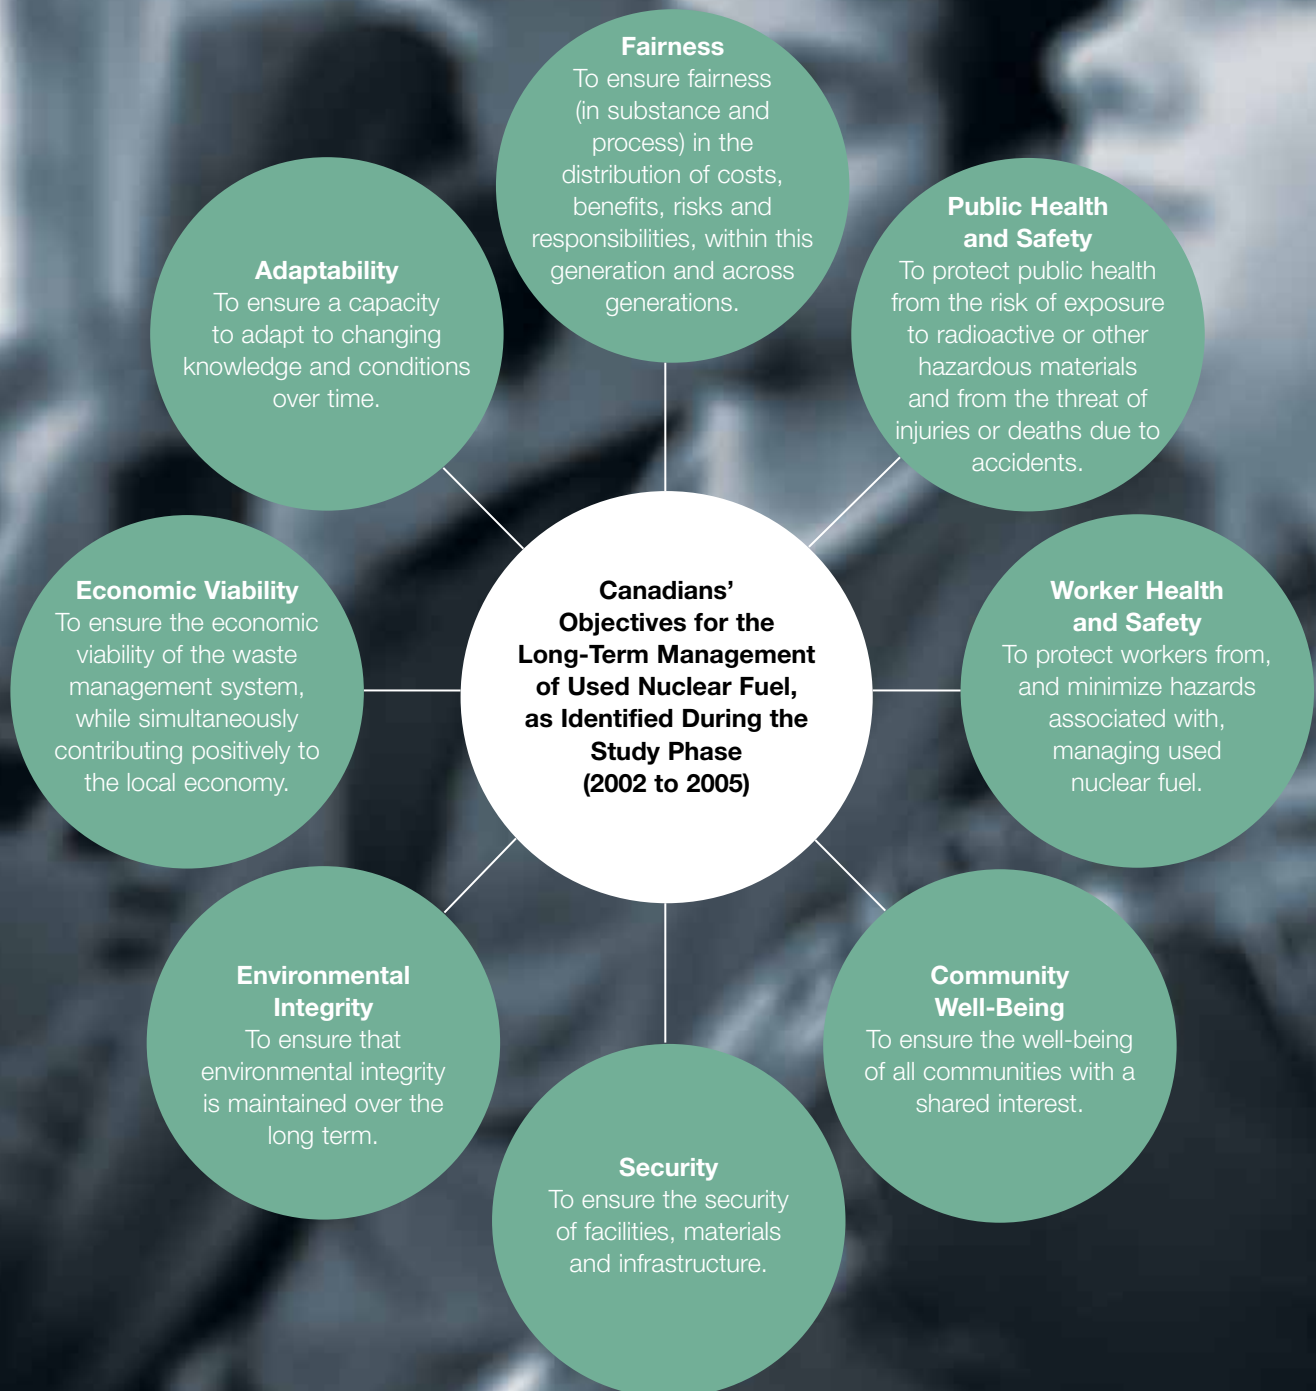 Fairness
To ensure fairness
(in substance and
process) in the
distribution of costs,
benefits, risks and
responsibilities, within this
generation and across
generations.
Public Health
and Safety
To protect public health
from the risk of exposure
to radioactive or other
hazardous materials
and from the threat of
injuries or deaths due to
accidents.
Worker Health
and Safety
To protect workers from,
and minimize hazards
associated with,
managing used
nuclear fuel.
Community
Well-Being
To ensure the well-being
of all communities with a
shared interest.
Security
To ensure the security
of facilities, materials
and infrastructure.
Environmental
Integrity
To ensure that
environmental integrity
is maintained over the
long term.
Economic Viability
To ensure the economic
viability of the waste
management system,
while simultaneously
contributing positively to
the local economy.
Adaptability
To ensure a capacity
to adapt to changing
knowledge and conditions
over time.
Canadians’
Objectives for the
Long-Term Management
of Used Nuclear Fuel,
as Identified During the
Study Phase
(2002 to 2005)